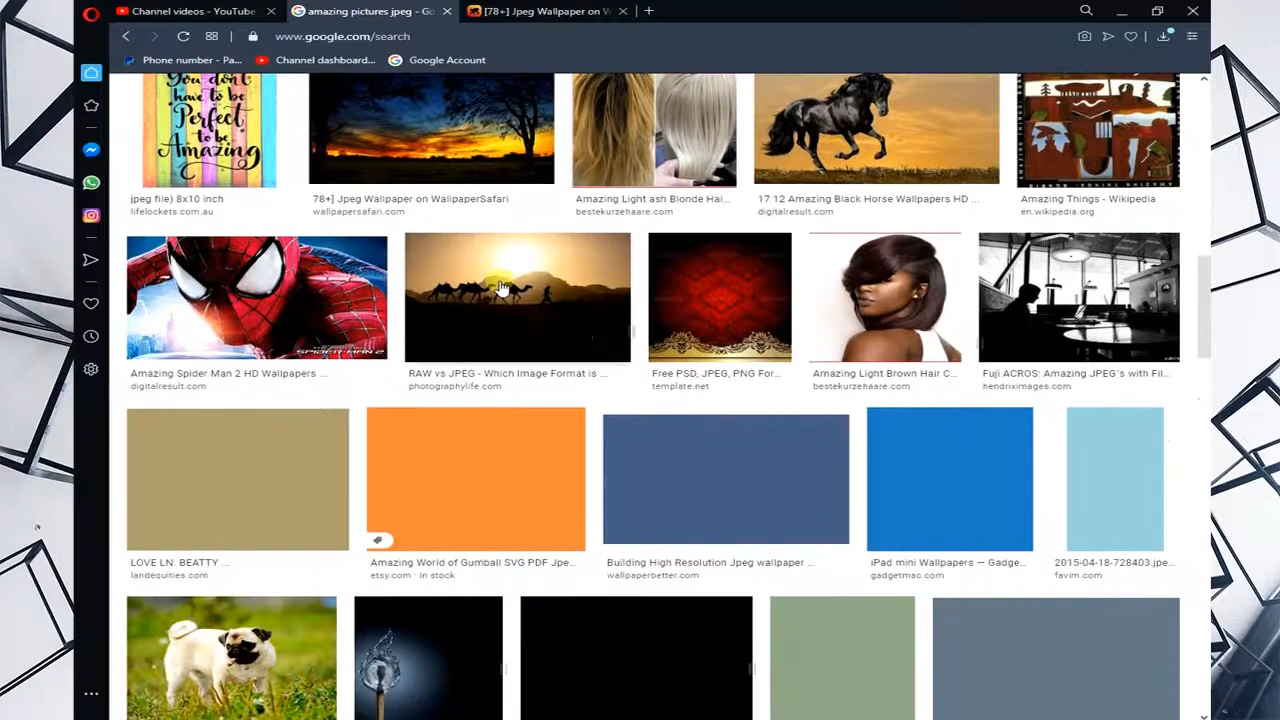 Channel videos - YouTube
amazing pictures jpeg - Go
[78+] Jpeg Wallpaper on W
www.google.com/search
Phone number - Pa...
Channel dashboard...
Google Account
You don't
have to be
Perfect
to be
Amazing
jpeg file) 8x10 inch
lifelockets.com.au
78+] Jpeg Wallpaper on WallpaperSafari
wallpapersafari.com
Amazing Light ash Blonde Hai...
bestekurzehaare.com
17 12 Amazing Black Horse Wallpapers HD ...
digitalresult.com
Amazing Things - Wikipedia
en.wikipedia.org
SPIDER-MAN 2
Amazing Spider Man 2 HD Wallpapers ...
digitalresult.com
RAW vs JPEG - Which Image Format is ...
photographylife.com
Free PSD, JPEG, PNG For...
template.net
Amazing Light Brown Hair C...
bestekurzehaare.com
Fuji ACROS: Amazing JPEG's with Fil...
hendriximages.com
LOVE LN. BEATTY ...
landequities.com
Amazing World of Gumball SVG PDF Jpe...
etsy.com · In stock
Building High Resolution Jpeg wallpaper ...
wallpaperbetter.com
iPad mini Wallpapers — Gadge...
gadgetmac.com
2015-04-18-728403.jpe...
favim.com